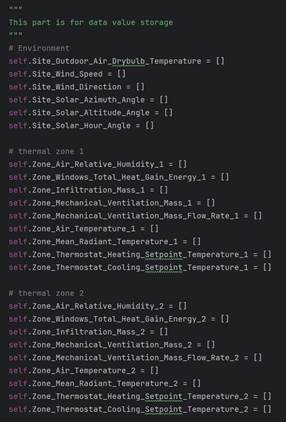 """
This part is for data value storage
"""
# Environment
self.Site_Outdoor_Air_Drybulb_Temperature = []
self.Site_Wind_Speed = []
self.Site_Wind_Direction = []
self.Site_Solar_Azimuth_Angle = []
self.Site_Solar_Altitude_Angle = []
self.Site_Solar_Hour_Angle = []
# thermal zone 1
self.Zone_Air_Relative_Humidity_1 = []
self.Zone_Windows_Total_Heat_Gain_Energy_1 = []
self.Zone_Infiltration_Mass_1 = []
self.Zone_Mechanical_Ventilation_Mass_1 = []
self.Zone_Mechanical_Ventilation_Mass_Flow_Rate_1 = []
self.Zone_Air_Temperature_1 = []
self.Zone_Mean_Radiant_Temperature_1 = []
self.Zone_Thermostat_Heating_Setpoint_Temperature_1 = []
self.Zone_Thermostat_Cooling_Setpoint_Temperature_1 = []
# thermal zone 2
self.Zone_Air_Relative_Humidity_2 = []
self.Zone_Windows_Total_Heat_Gain_Energy_2 = []
self.Zone_Infiltration_Mass_2 = []
self.Zone_Mechanical_Ventilation_Mass_2 = []
self.Zone_Mechanical_Ventilation_Mass_Flow_Rate_2 = []
self.Zone_Air_Temperature_2 = []
self.Zone_Mean_Radiant_Temperature_2 = []
self.Zone_Thermostat_Heating_Setpoint_Temperature_2 = []
self.Zone_Thermostat_Cooling_Setpoint_Temperature_2 = []